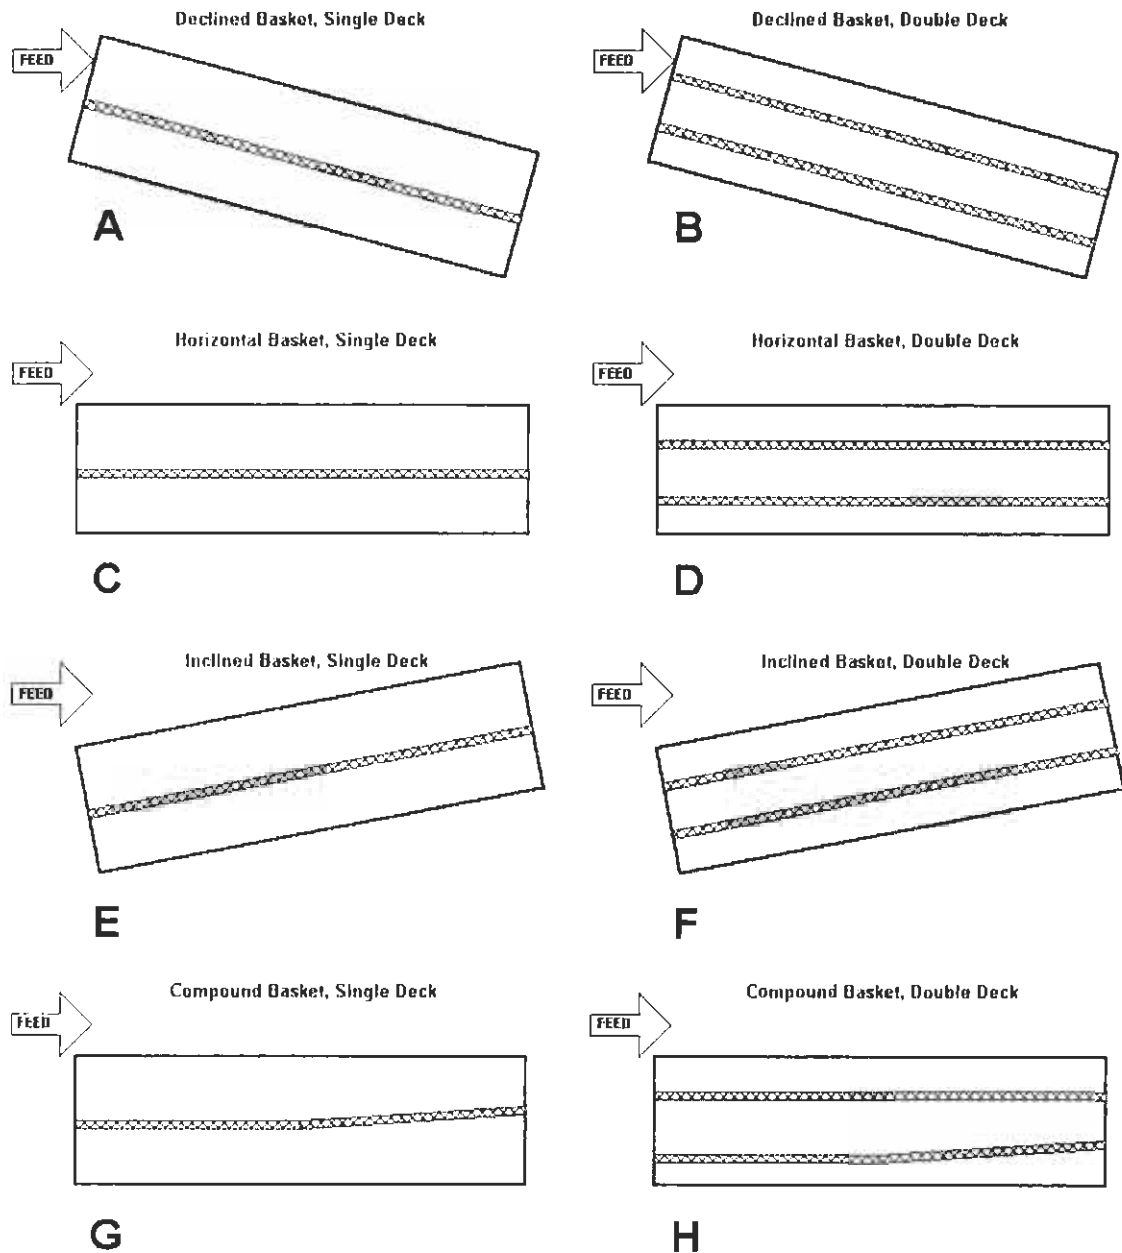 Declined Basket, Single Deck
FEED
A
Declined Basket, Double Deck
FEED
B
Horizontal Basket, Single Deck
FEED
C
Horizontal Basket, Double Deck
FEED
D
Inclined Basket, Single Deck
FEED
E
Inclined Basket, Double Deck
FEED
F
Compound Basket, Single Deck
FEED
G
Compound Basket, Double Deck
FEED
H